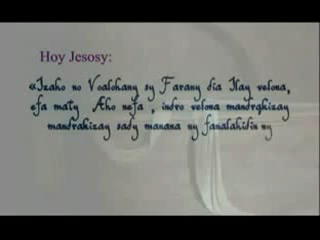 Hoy Jesosy:
«Izaho no Voalohany sy Farany dia Ilay velona,
efa maty Aho nefa, indro velona mandrakizay
mandrakizay sady manana ny fanalahidin ny